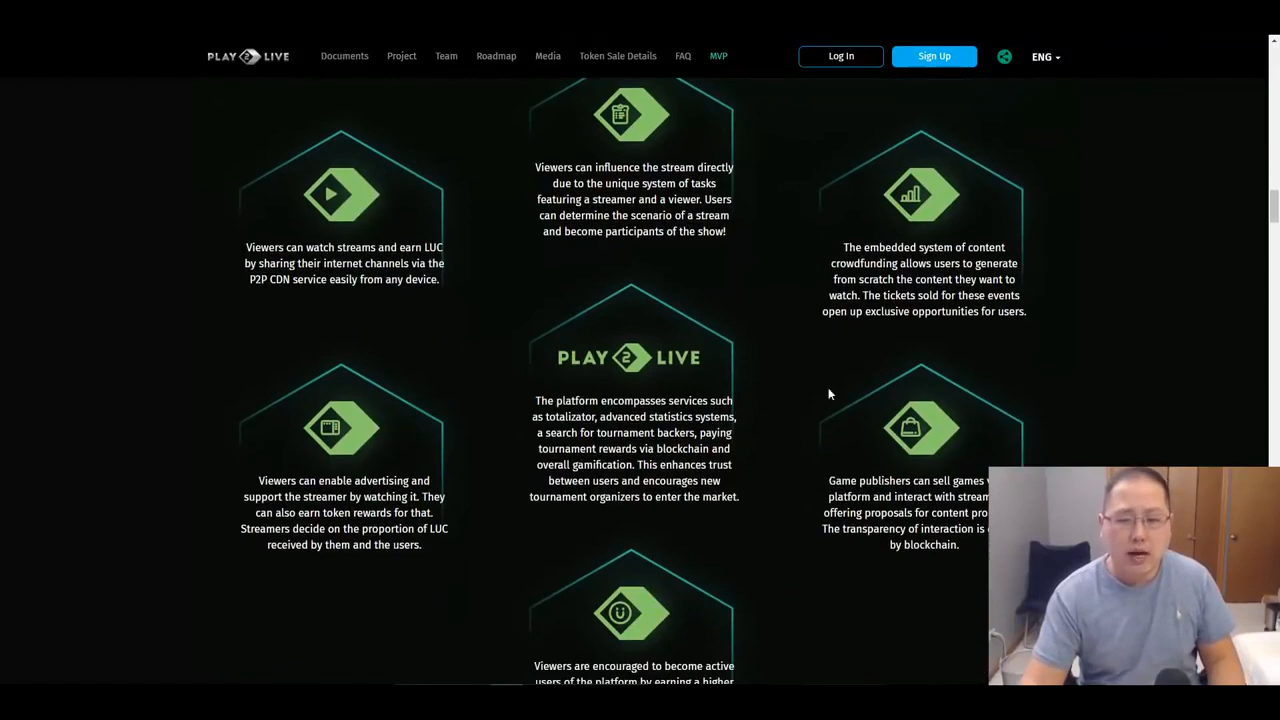 PLAY 2 LIVE
Documents
Project
Team
Roadmap
Media
Token Sale Details
FAQ
MVP
Log In
Sign Up
ENG
Viewers can influence the stream directly
due to the unique system of tasks
featuring a streamer and a viewer. Users
can determine the scenario of a stream
and become participants of the show!
Viewers can watch streams and earn LUC
by sharing their internet channels via the
P2P CDN service easily from any device.
The embedded system of content
crowdfunding allows users to generate
from scratch the content they want to
watch. The tickets sold for these events
open up exclusive opportunities for users.
PLAY 2 LIVE
The platform encompasses services such
as totalizator, advanced statistics systems,
a search for tournament backers, paying
tournament rewards via blockchain and
overall gamification. This enhances trust
between users and encourages new
tournament organizers to enter the market.
Viewers can enable advertising and
support the streamer by watching it. They
can also earn token rewards for that.
Streamers decide on the proportion of LUC
received by them and the users.
Game publishers can sell games
platform and interact with
offering proposals for content
The transparency of interaction is
by blockchain.
Viewers are encouraged to become active
users of the platform by earning a higher